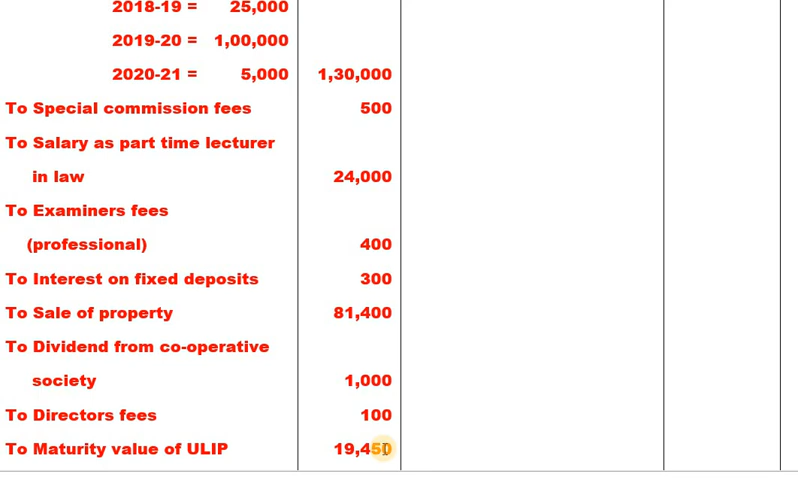 2018-19 = 25,000
2019-20 = 1,00,000
2020-21 = 5,000 1,30,000
To Special commission fees 500
To Salary as part time lecturer
in law 24,000
To Examiners fees
(professional) 400
To Interest on fixed deposits 300
To Sale of property 81,400
To Dividend from co-operative
society 1,000
To Directors fees 100
To Maturity value of ULIP 19,450